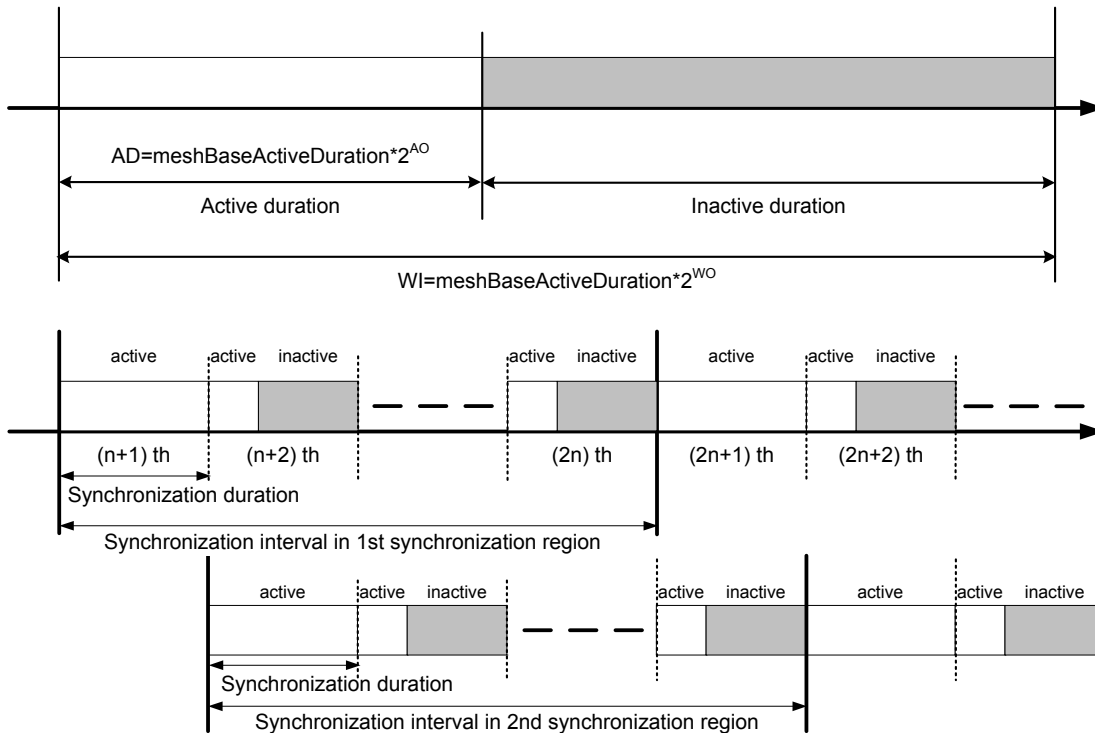 AD=meshBaseActiveDuration*2^AO
Active duration
Inactive duration
WI=meshBaseActiveDuration*2^WO
active active inactive active inactive active active inactive
(n+1) th (n+2) th (2n) th (2n+1) th (2n+2) th
Synchronization duration
Synchronization interval in 1st synchronization region
active active inactive active inactive active active inactive
Synchronization duration
Synchronization interval in 2nd synchronization region